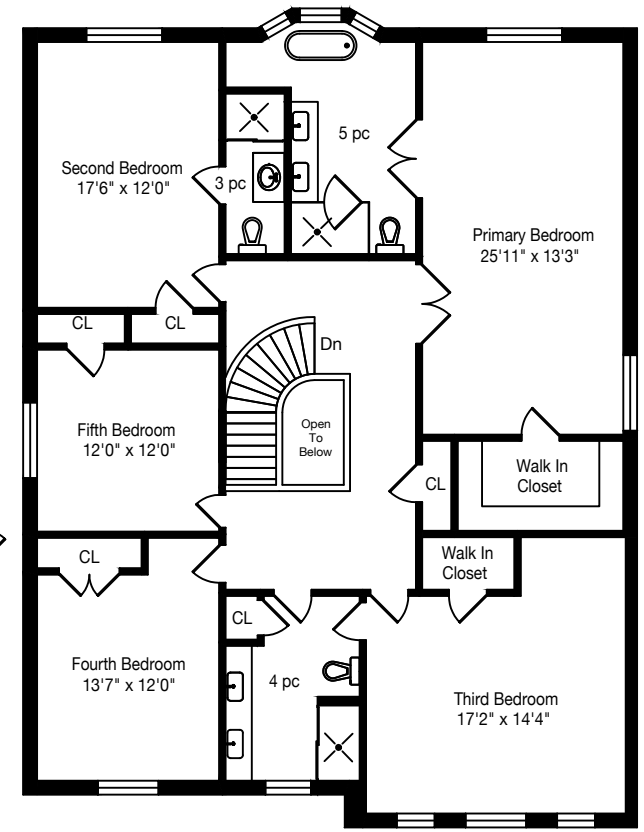 5 pc
Second Bedroom
17'6" x 12'0"
3 pc
Primary Bedroom
25'11" x 13'3"
CL
CL
Dn
Open
To
Below
Fifth Bedroom
12'0" x 12'0"
CL
Walk In
Closet
CL
Walk In
Closet
CL
Fourth Bedroom
13'7" x 12'0"
4 pc
Third Bedroom
17'2" x 14'4"